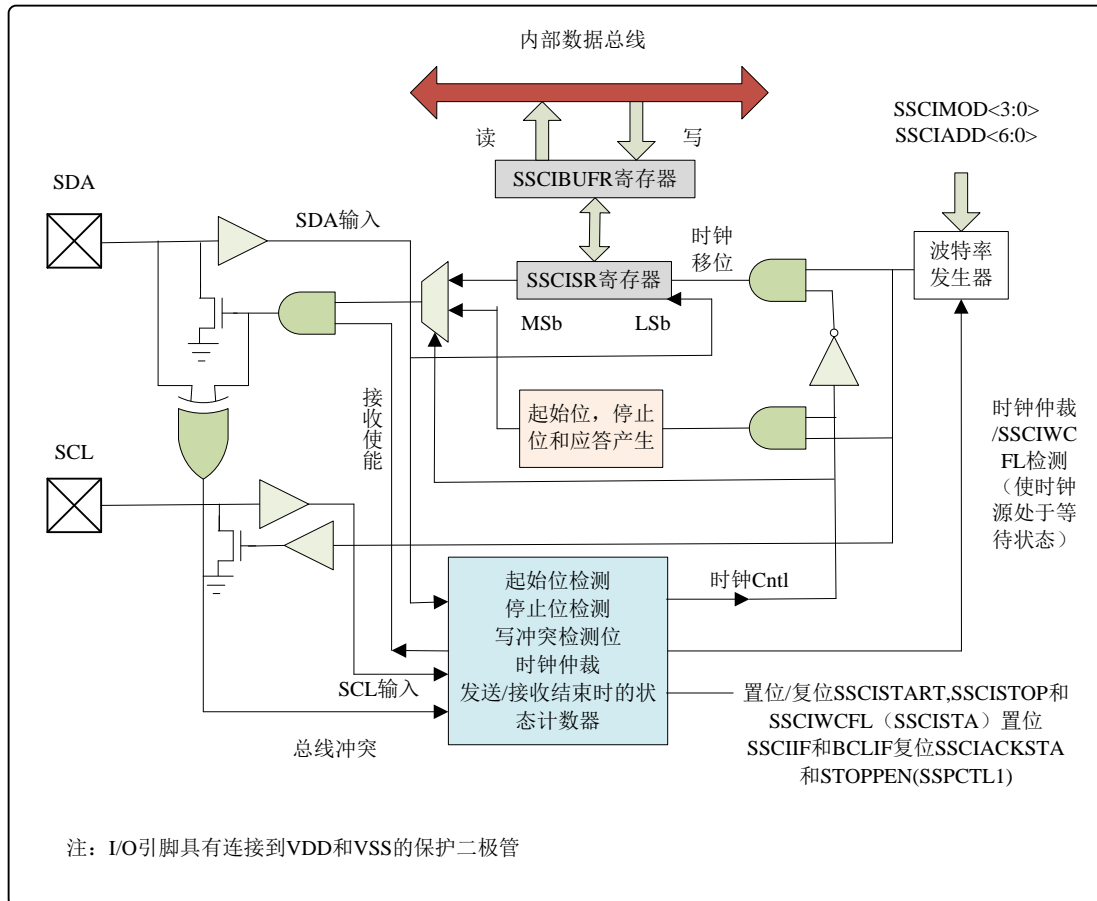 内部数据总线
SSCIMOD<3:0>
SSCIADD<6:0>
读
写
SSCIBUFR寄存器
SDA
SDA输入
时钟
移位
波特率
发生器
SSCISR寄存器
MSb
LSb
接收使能
起始位，停止
位和应答产生
时钟仲裁
/SSCIWC
FL检测
（使时钟
源处于等
待状态）
SCL
起始位检测
停止位检测
写冲突检测位
时钟仲裁
发送/接收结束时的状
态计数器
时钟Cntl
SCL输入
总线冲突
置位/复位SSCISTART,SSCISTOP和
SSCIWCFL（SSCISTA）置位
SSCIIF和BCLIF复位SSCIACKSTA
和STOPPEN(SSPCTL1)
注：I/O引脚具有连接到VDD和VSS的保护二极管